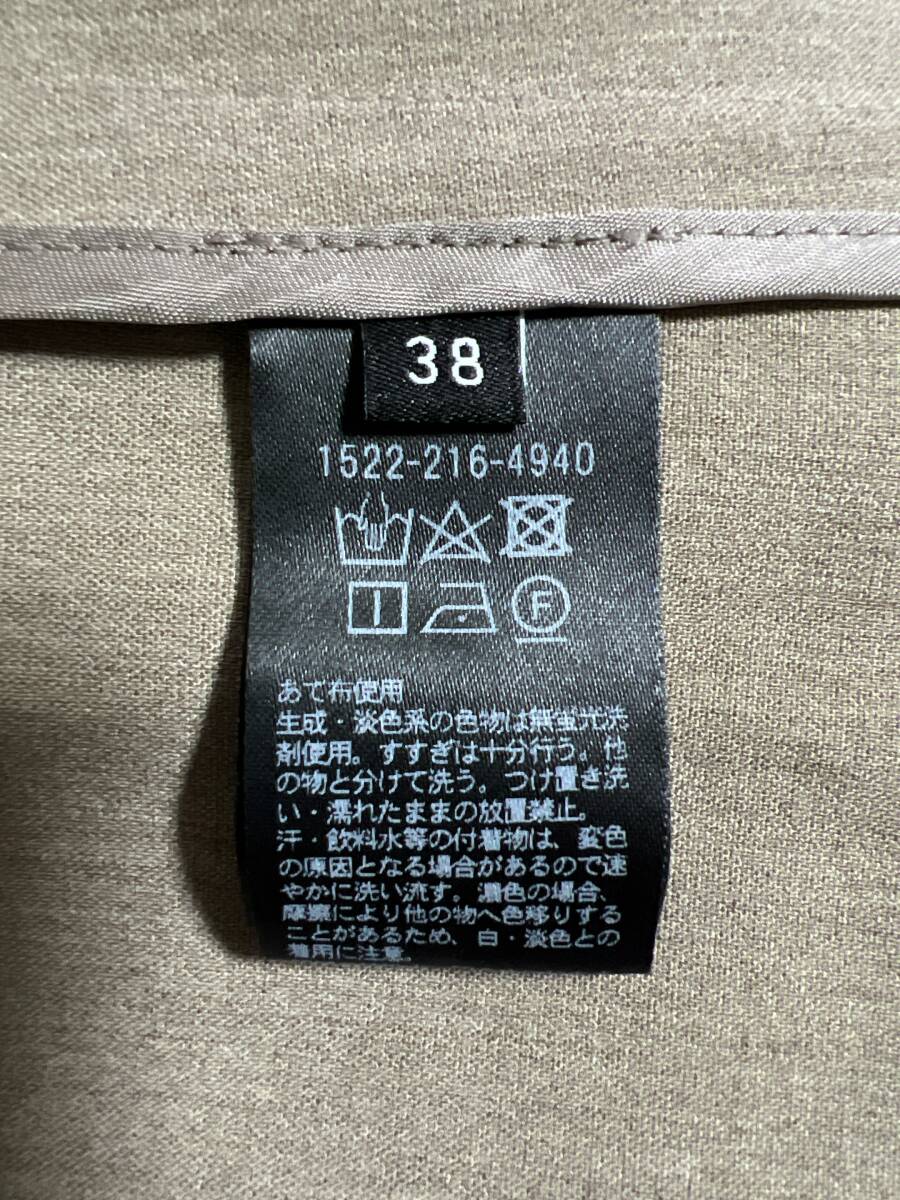 38
1522-216-4940
F
あて布使用
生成・淡色系の色物は無蛍光洗
剤使用。すすぎは十分行う。他
の物と分けて洗う。つけ置き洗
い・濡れたままの放置禁止。
汗・飲料水等の付着物は、変色
の原因となる場合があるので速
やかに洗い流す。濃色の場合、
摩擦により他の物へ色移りする
ことがあるため、白・淡色との
着用に注意。